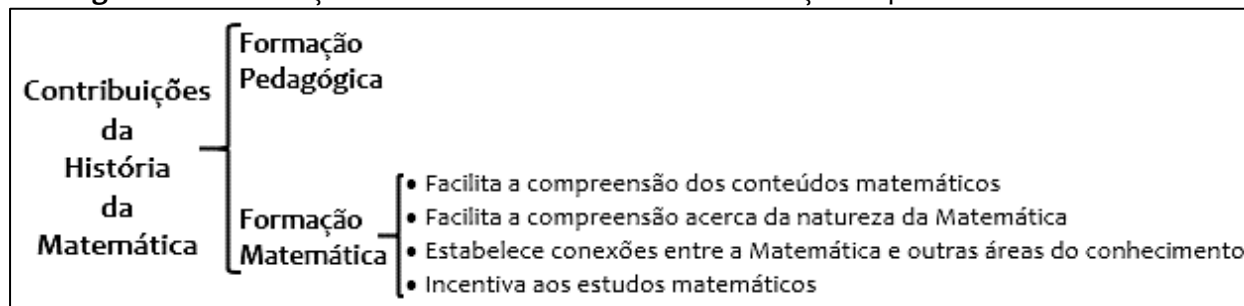 Contribuições
da
História
da
Matemática
Formação
Pedagógica
Formação
Matemática
• Facilita a compreensão dos conteúdos matemáticos
• Facilita a compreensão acerca da natureza da Matemática
• Estabelece conexões entre a Matemática e outras áreas do conhecimento
• Incentiva aos estudos matemáticos